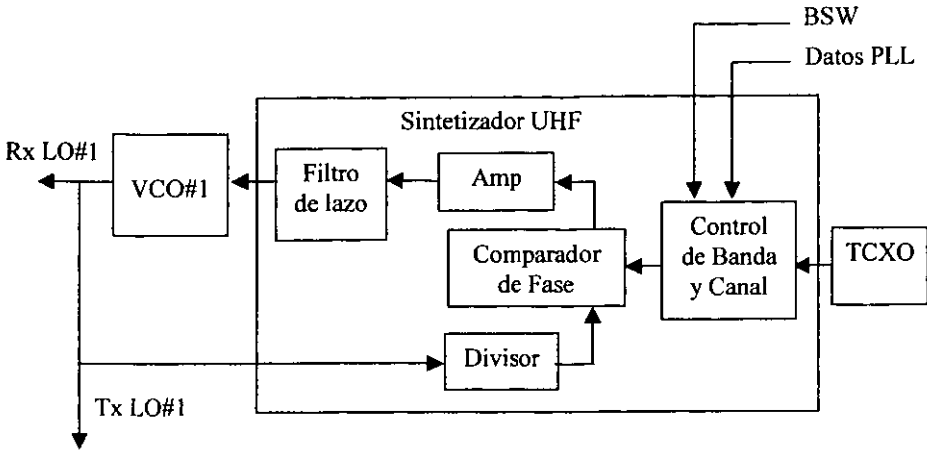 BSW
Datos PLL
Sintetizador UHF
Rx LO#1
VCO#1
Filtro
de lazo
Amp
Comparador
de Fase
Control
de Banda
y Canal
TCXO
Divisor
Tx LO#1